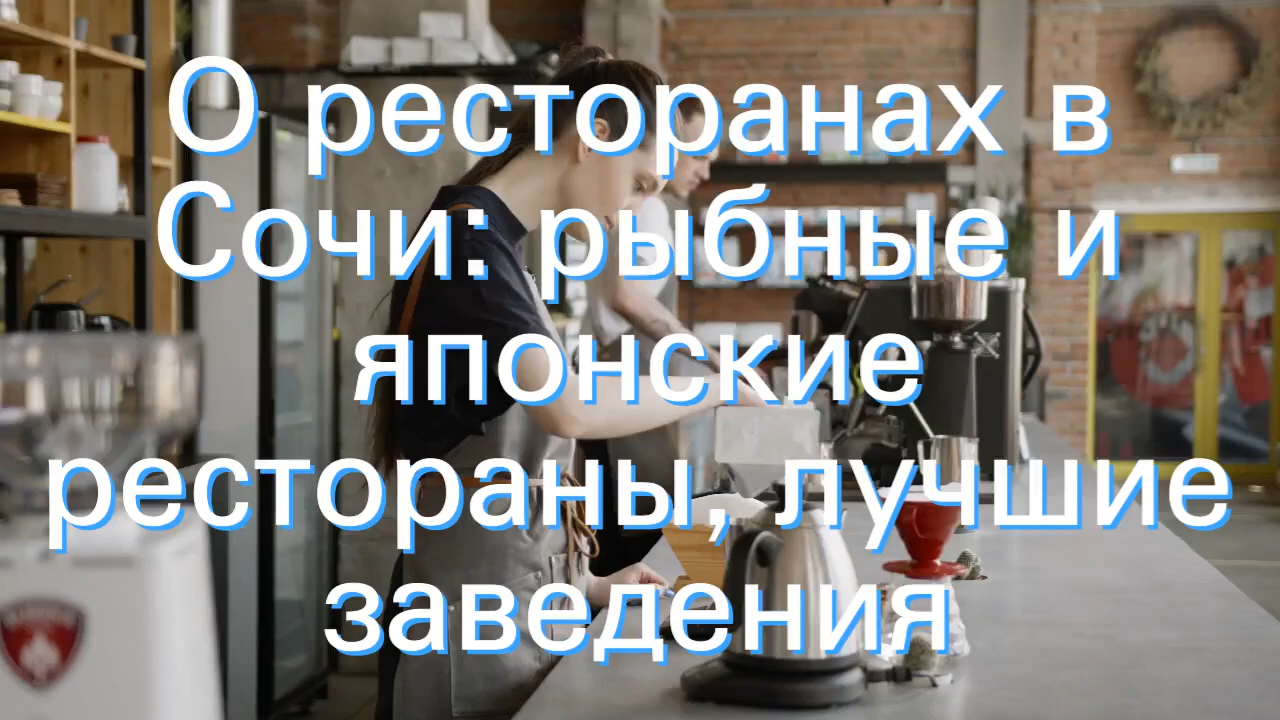 О ресторанах в
Сочи: рыбные и
японские
рестораны, лучшие
заведения